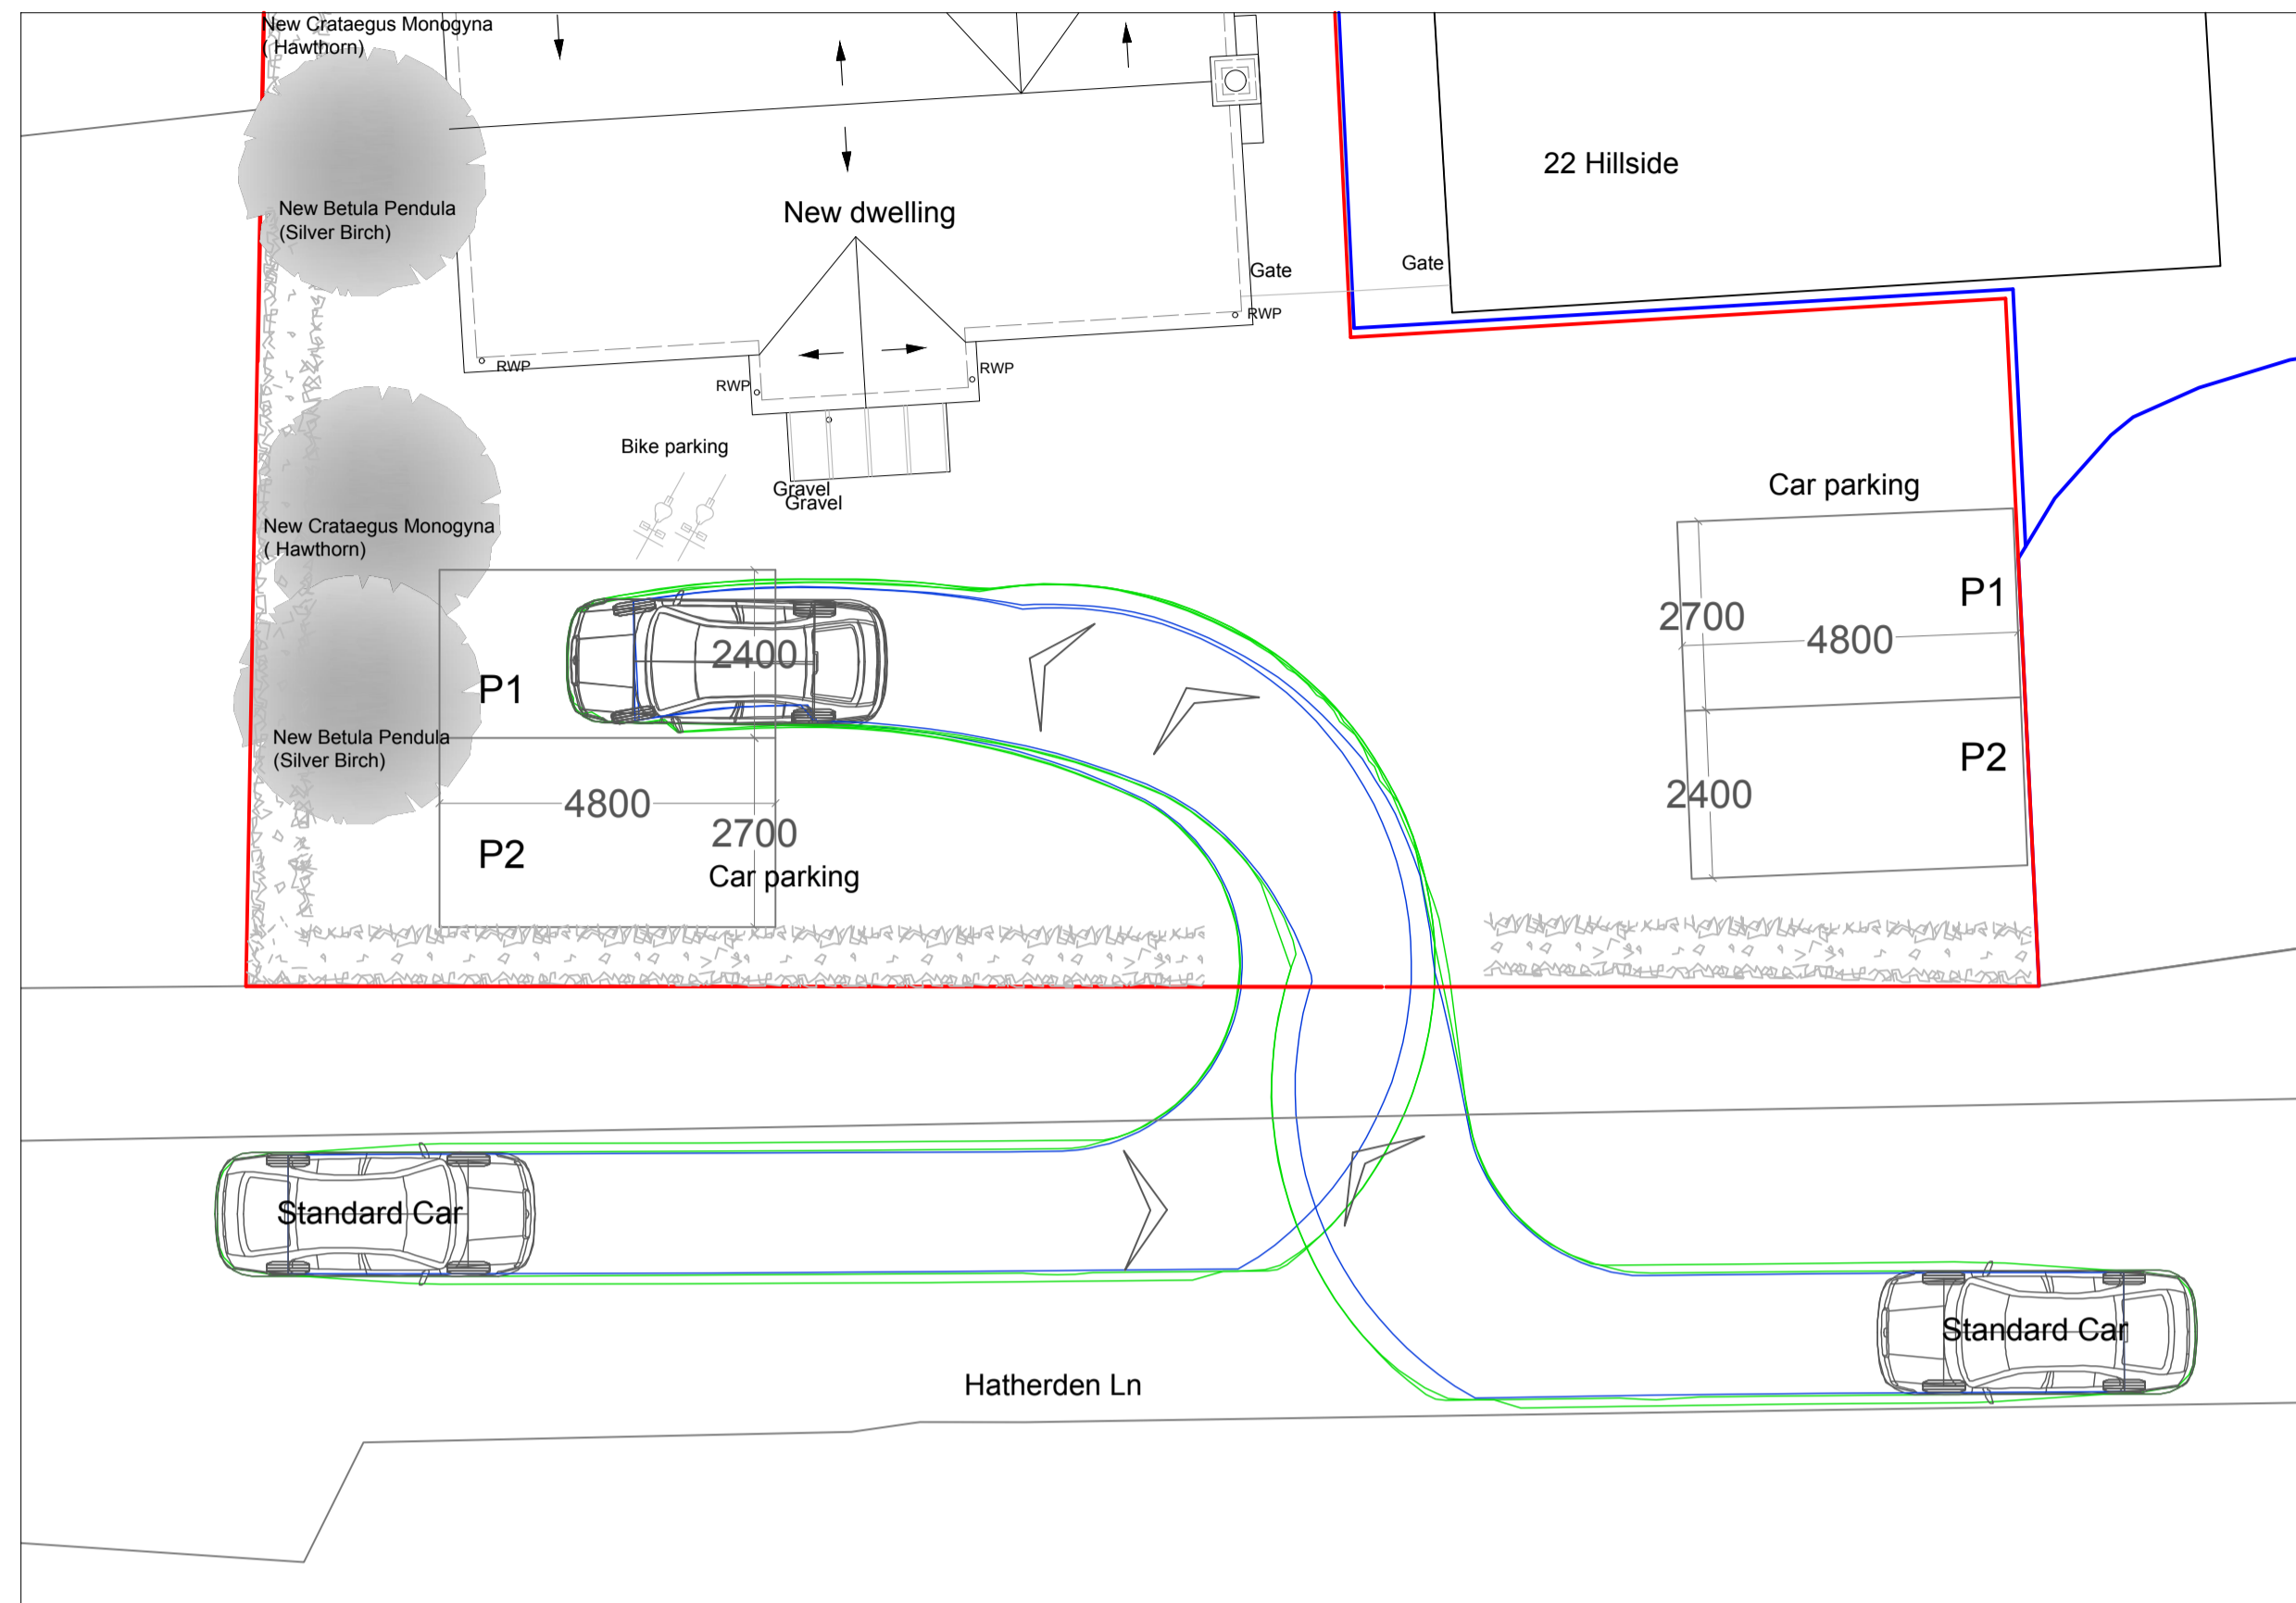 New Crataegus Monogyna
( Hawthorn)
22 Hillside
New Betula Pendula
(Silver Birch)
New dwelling
Gate
Gate
RWP
RWP
RWP
RWP
Bike parking
Gravel
Gravel
Car parking
New Crataegus Monogyna
( Hawthorn)
P1
2700
4800
2400
P1
New Betula Pendula
(Silver Birch)
P2
2400
4800
2700
P2
Car parking
Standard Car
Standard Car
Hatherden Ln